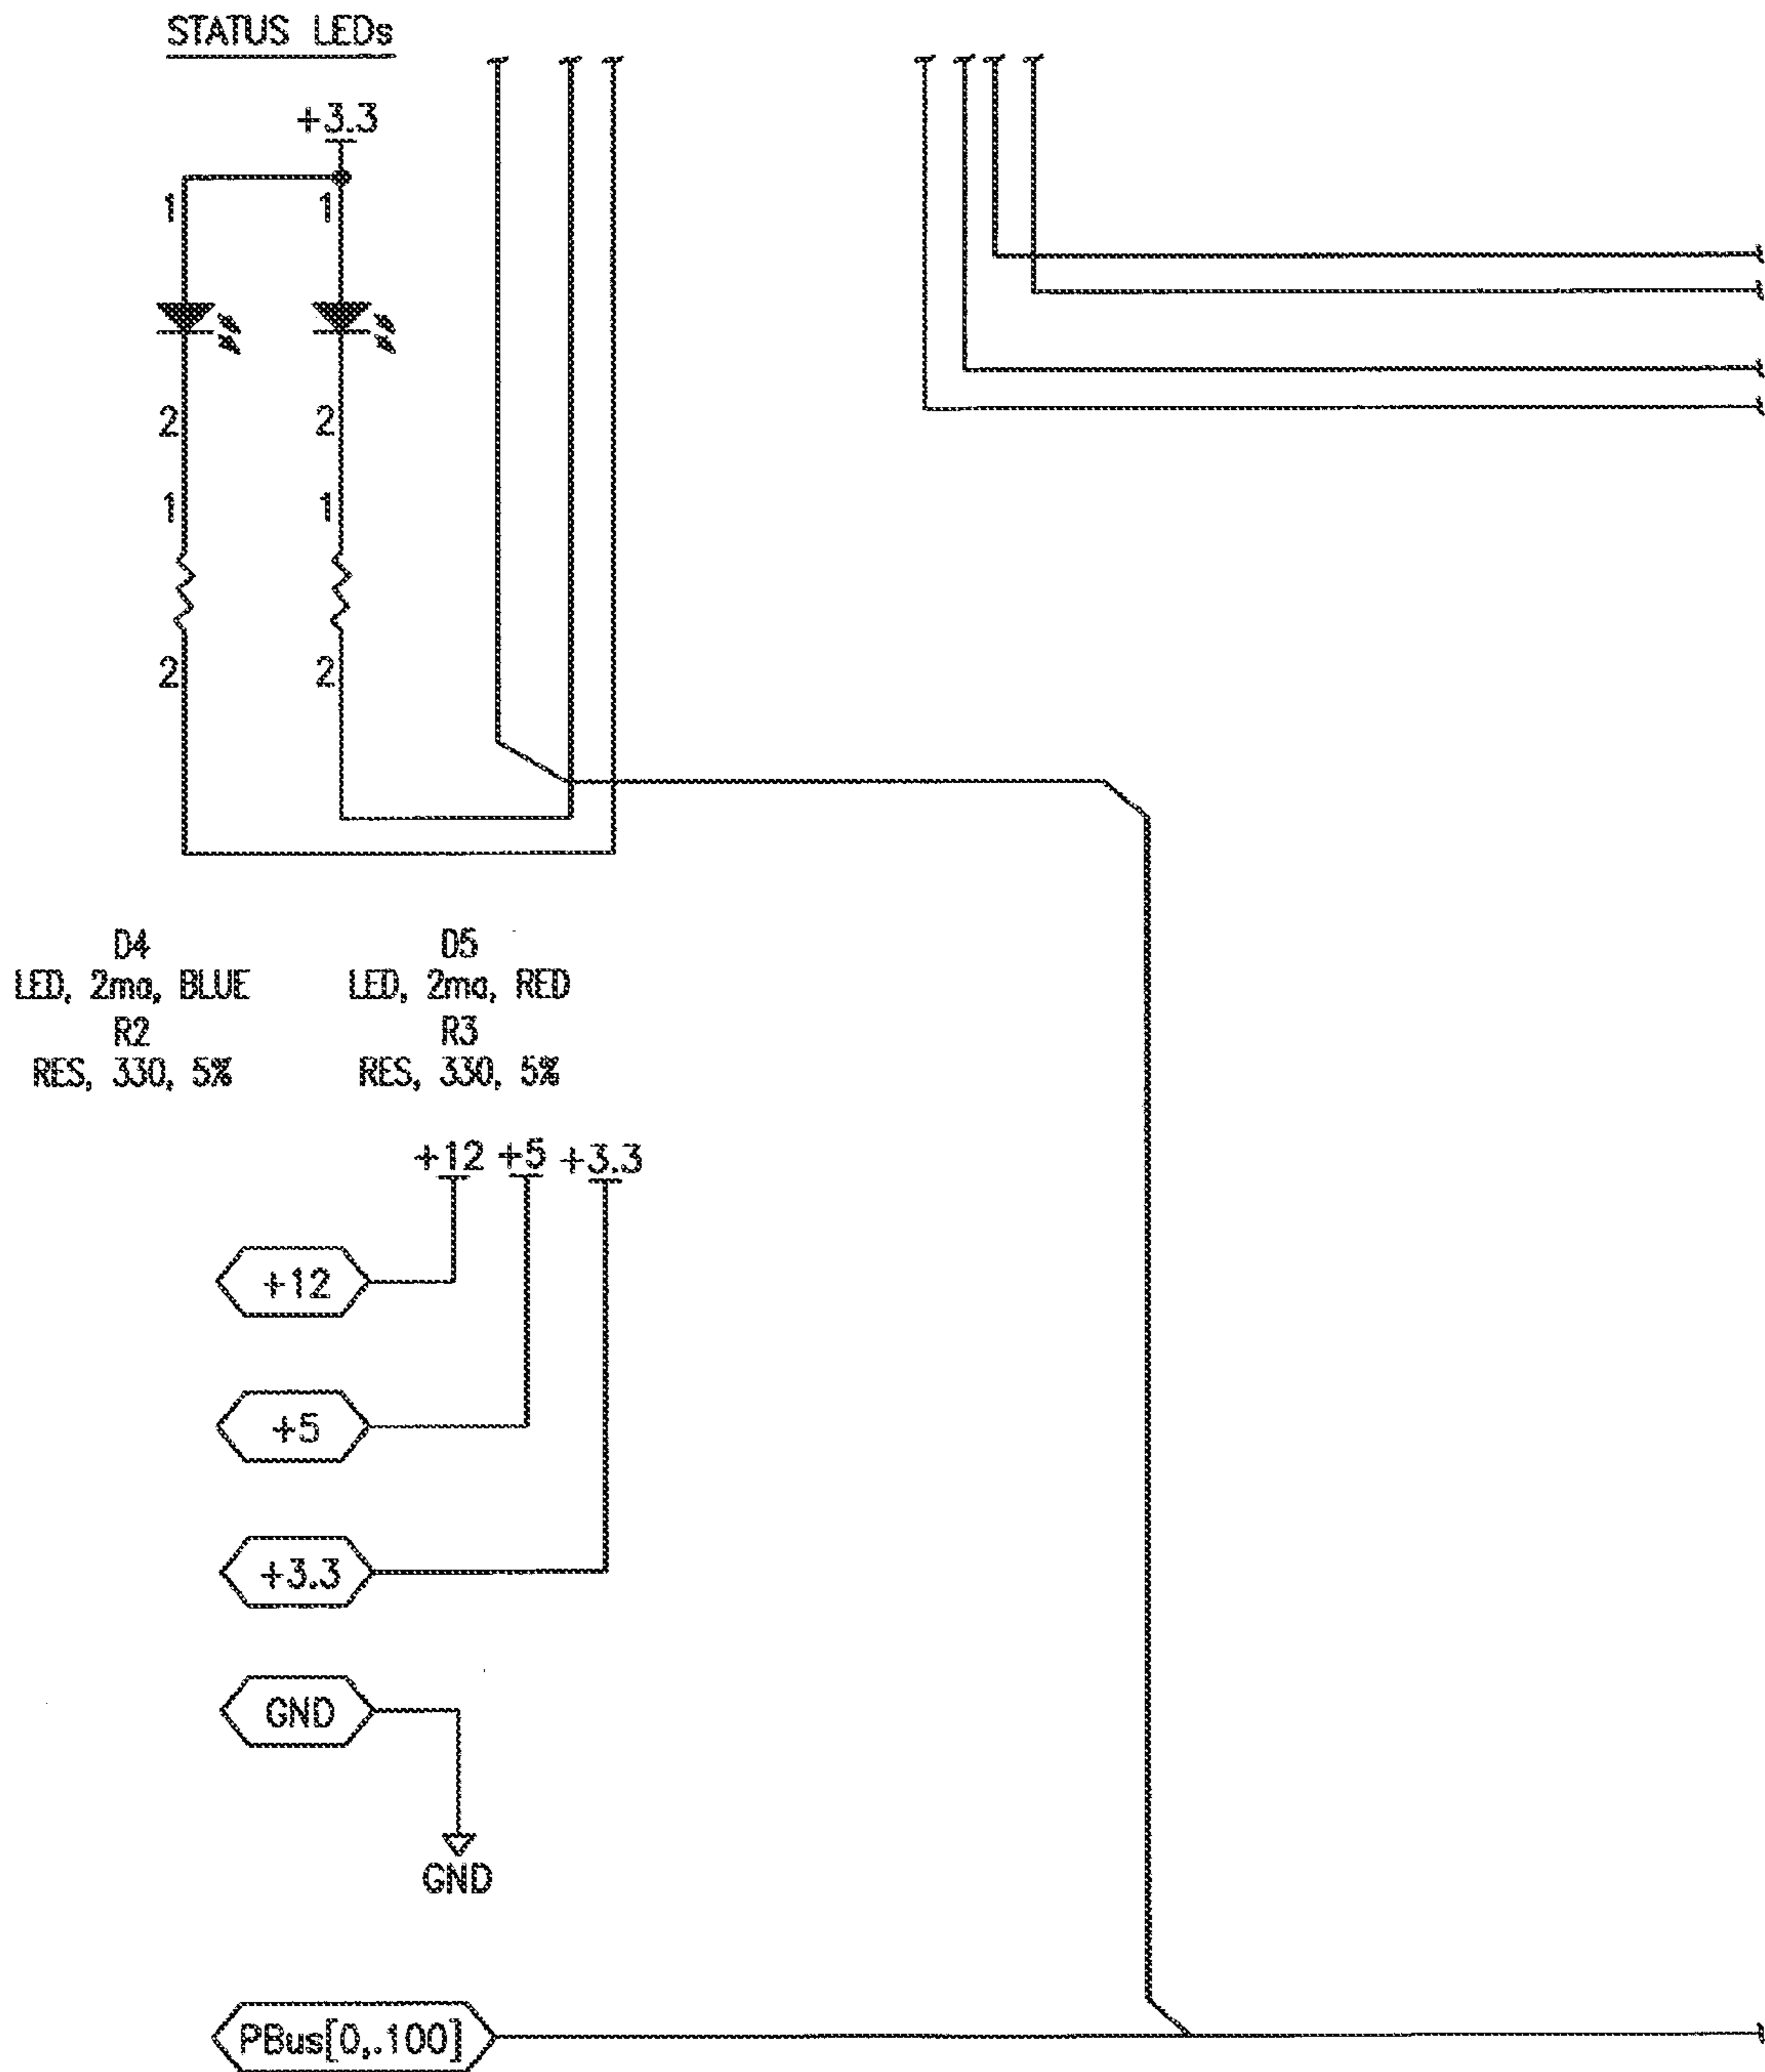 STATUS LEDs
+3.3
1 1
2 2
1 1
2 2
D4 D5
LED, 2ma, BLUE LED, 2ma, RED
R2 R3
RES, 330, 5% RES, 330, 5%
+12 +5 +3.3
+12
+5
+3.3
GND
GND
PBus[0,.100]